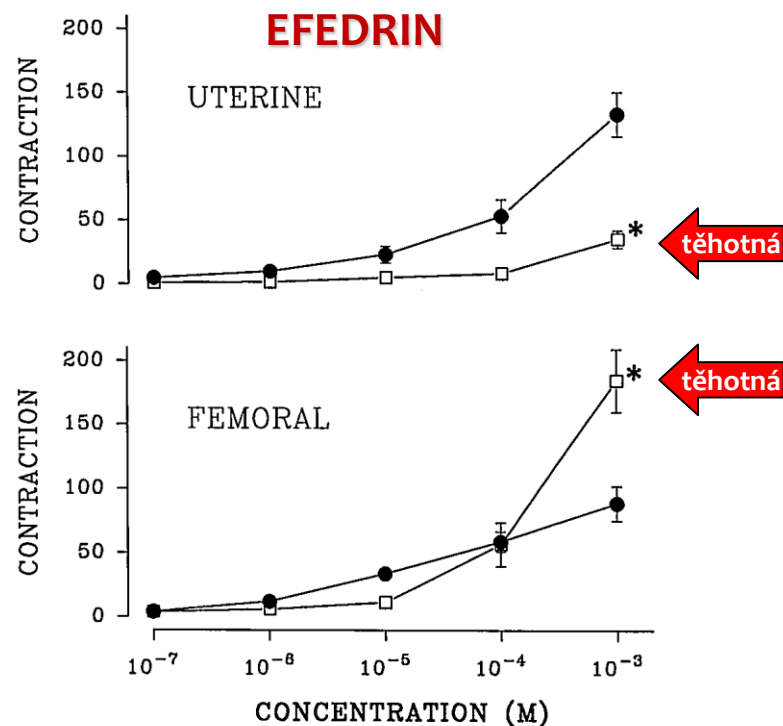 EFEDRIN
200
150
100
50
0
CONTRACTION
UTERINE
*
těhotná
200
150
100
50
0
CONTRACTION
FEMORAL
*
těhotná
10⁻⁷ 10⁻⁶ 10⁻⁵ 10⁻⁴ 10⁻³
CONCENTRATION (M)